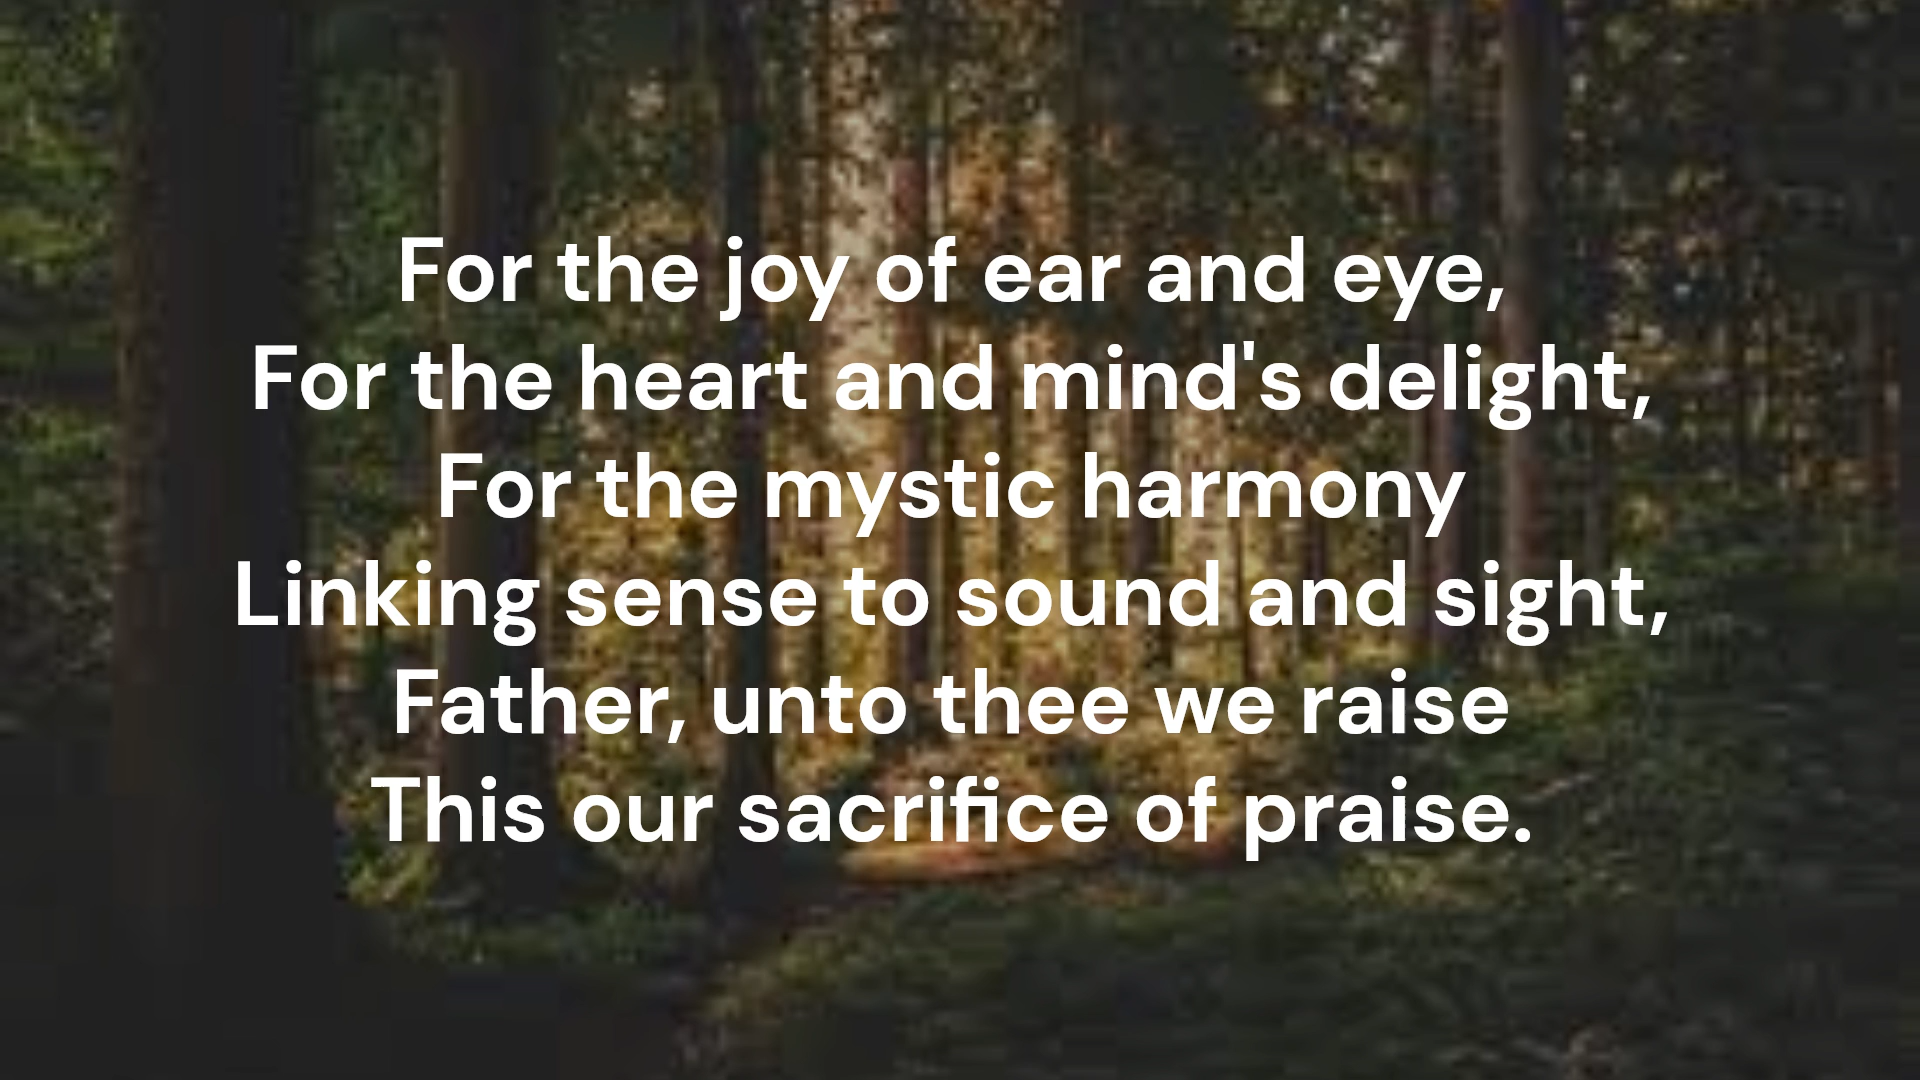 For the joy of ear and eye,
For the heart and mind's delight,
For the mystic harmony
Linking sense to sound and sight,
Father, unto thee we raise
This our sacrifice of praise.